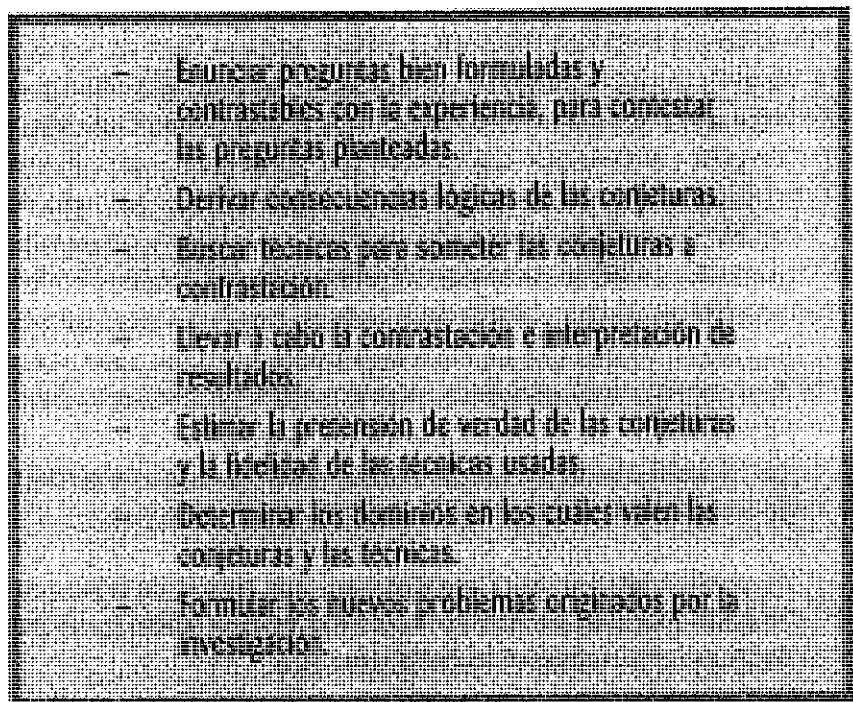 – Enunciar preguntas bien formuladas y
contrastables con la experiencia, para contestar
las preguntas planteadas.
– Derivar consecuencias lógicas de las conjeturas.
– Buscar técnicas para someter las conjeturas a
contrastación.
– Llevar a cabo la contrastación e interpretación de
resultados.
– Estimar la pretensión de verdad de las conjeturas
y la fidelidad de las técnicas usadas.
– Determinar los dominios en los cuales valen las
conjeturas y las técnicas.
– Formular los nuevos problemas originados por la
investigación.